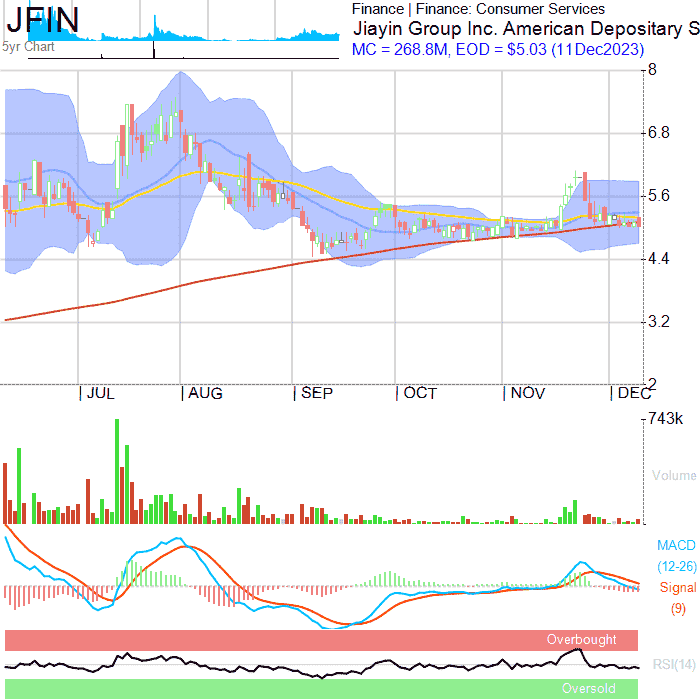 JFIN
5yr Chart
Finance | Finance: Consumer Services
Jiayin Group Inc. American Depositary S
MC = 268.8M, EOD = $5.03 (11Dec2023)
8
6.8
5.6
4.4
3.2
2
JUL AUG SEP OCT NOV DEC
743k
Volume
MACD
(12-26)
Signal
(9)
Overbought
RSI(14)
Oversold